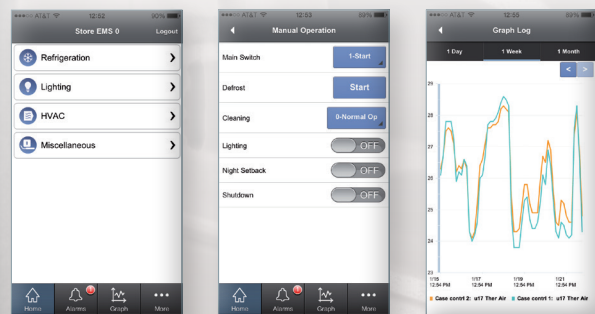 AT&T 12:52 90%
Store EMS 0 Logout
Refrigeration
Lighting
HVAC
Miscellaneous
Home Alarms Graph More
AT&T 12:53 89%
Manual Operation
Main Switch 1-Start
Defrost Start
Cleaning 0-Normal Op
Lighting OFF
Night Setback OFF
Shutdown OFF
Home Alarms Graph More
AT&T 12:55 89%
Graph Log
1 Day 1 Week 1 Month
< >
29
27
26
25
24
23
1/15 1/17 1/19 1/21
12:54 PM 12:54 PM 12:54 PM 12:54 PM
Case contrl 2: u17 Ther Air Case contrl 1: u17 Ther Air